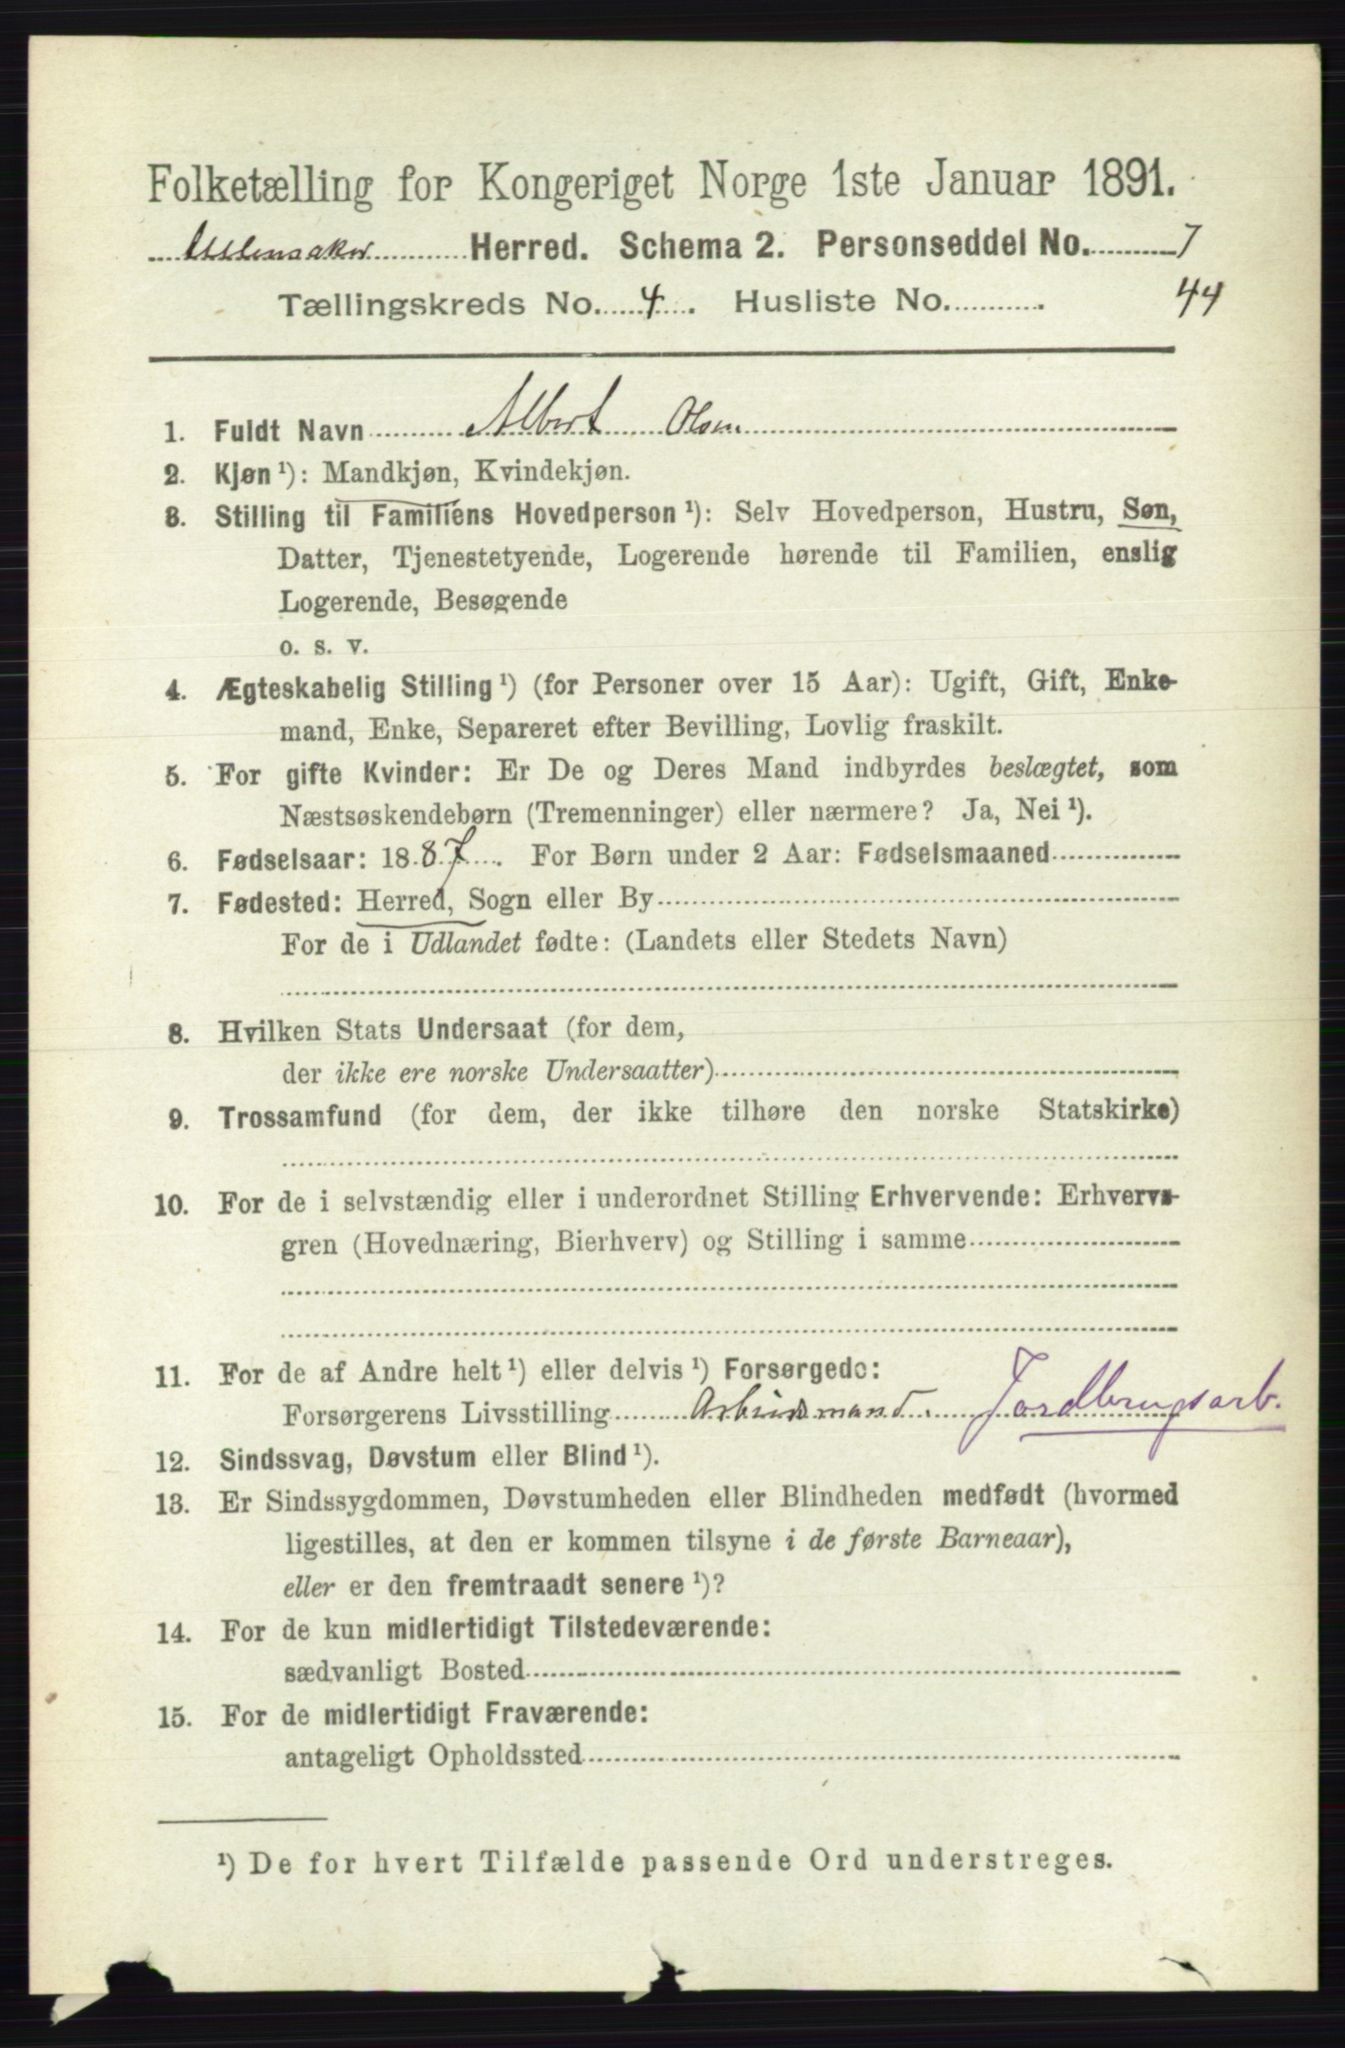 Folketælling for Kongeriget Norge 1ste Januar 1891.
Ullensaker Herred. Schema 2. Personseddel No. 7
Tællingskreds No. 4. Husliste No. 44
1. Fuldt Navn Albert Olsen
2. Kjøn ¹): Mandkjøn, Kvindekjøn.
3. Stilling til Familiens Hovedperson ¹): Selv Hovedperson, Hustru, Søn,
Datter, Tjenestetyende, Logerende hørende til Familien, enslig
Logerende, Besøgende
o. s. v.
4. Ægteskabelig Stilling ¹) (for Personer over 15 Aar): Ugift, Gift, Enke-
mand, Enke, Separeret efter Bevilling, Lovlig fraskilt.
5. For gifte Kvinder: Er De og Deres Mand indbyrdes beslægtet, som
Næstsøskendebørn (Tremenninger) eller nærmere? Ja, Nei ¹).
6. Fødselsaar: 1887. For Børn under 2 Aar: Fødselsmaaned
7. Fødested: Herred, Sogn eller By
For de i Udlandet fødte: (Landets eller Stedets Navn)
8. Hvilken Stats Undersaat (for dem,
der ikke ere norske Undersaatter)
9. Trossamfund (for dem, der ikke tilhøre den norske Statskirke)
10. For de i selvstændig eller i underordnet Stilling Erhvervende: Erhvervs-
gren (Hovednæring, Bierhverv) og Stilling i samme
11. For de af Andre helt ¹) eller delvis ¹) Forsørgede:
Forsørgerens Livsstilling Arbeidsmand. Jordbrugsarb.
12. Sindssvag, Døvstum eller Blind ¹).
13. Er Sindssygdommen, Døvstumheden eller Blindheden medfødt (hvormed
ligestilles, at den er kommen tilsyne i de første Barneaar),
eller er den fremtraadt senere ¹)?
14. For de kun midlertidigt Tilstedeværende:
sædvanligt Bosted
15. For de midlertidigt Fraværende:
antageligt Opholdssted
¹) De for hvert Tilfælde passende Ord understreges.